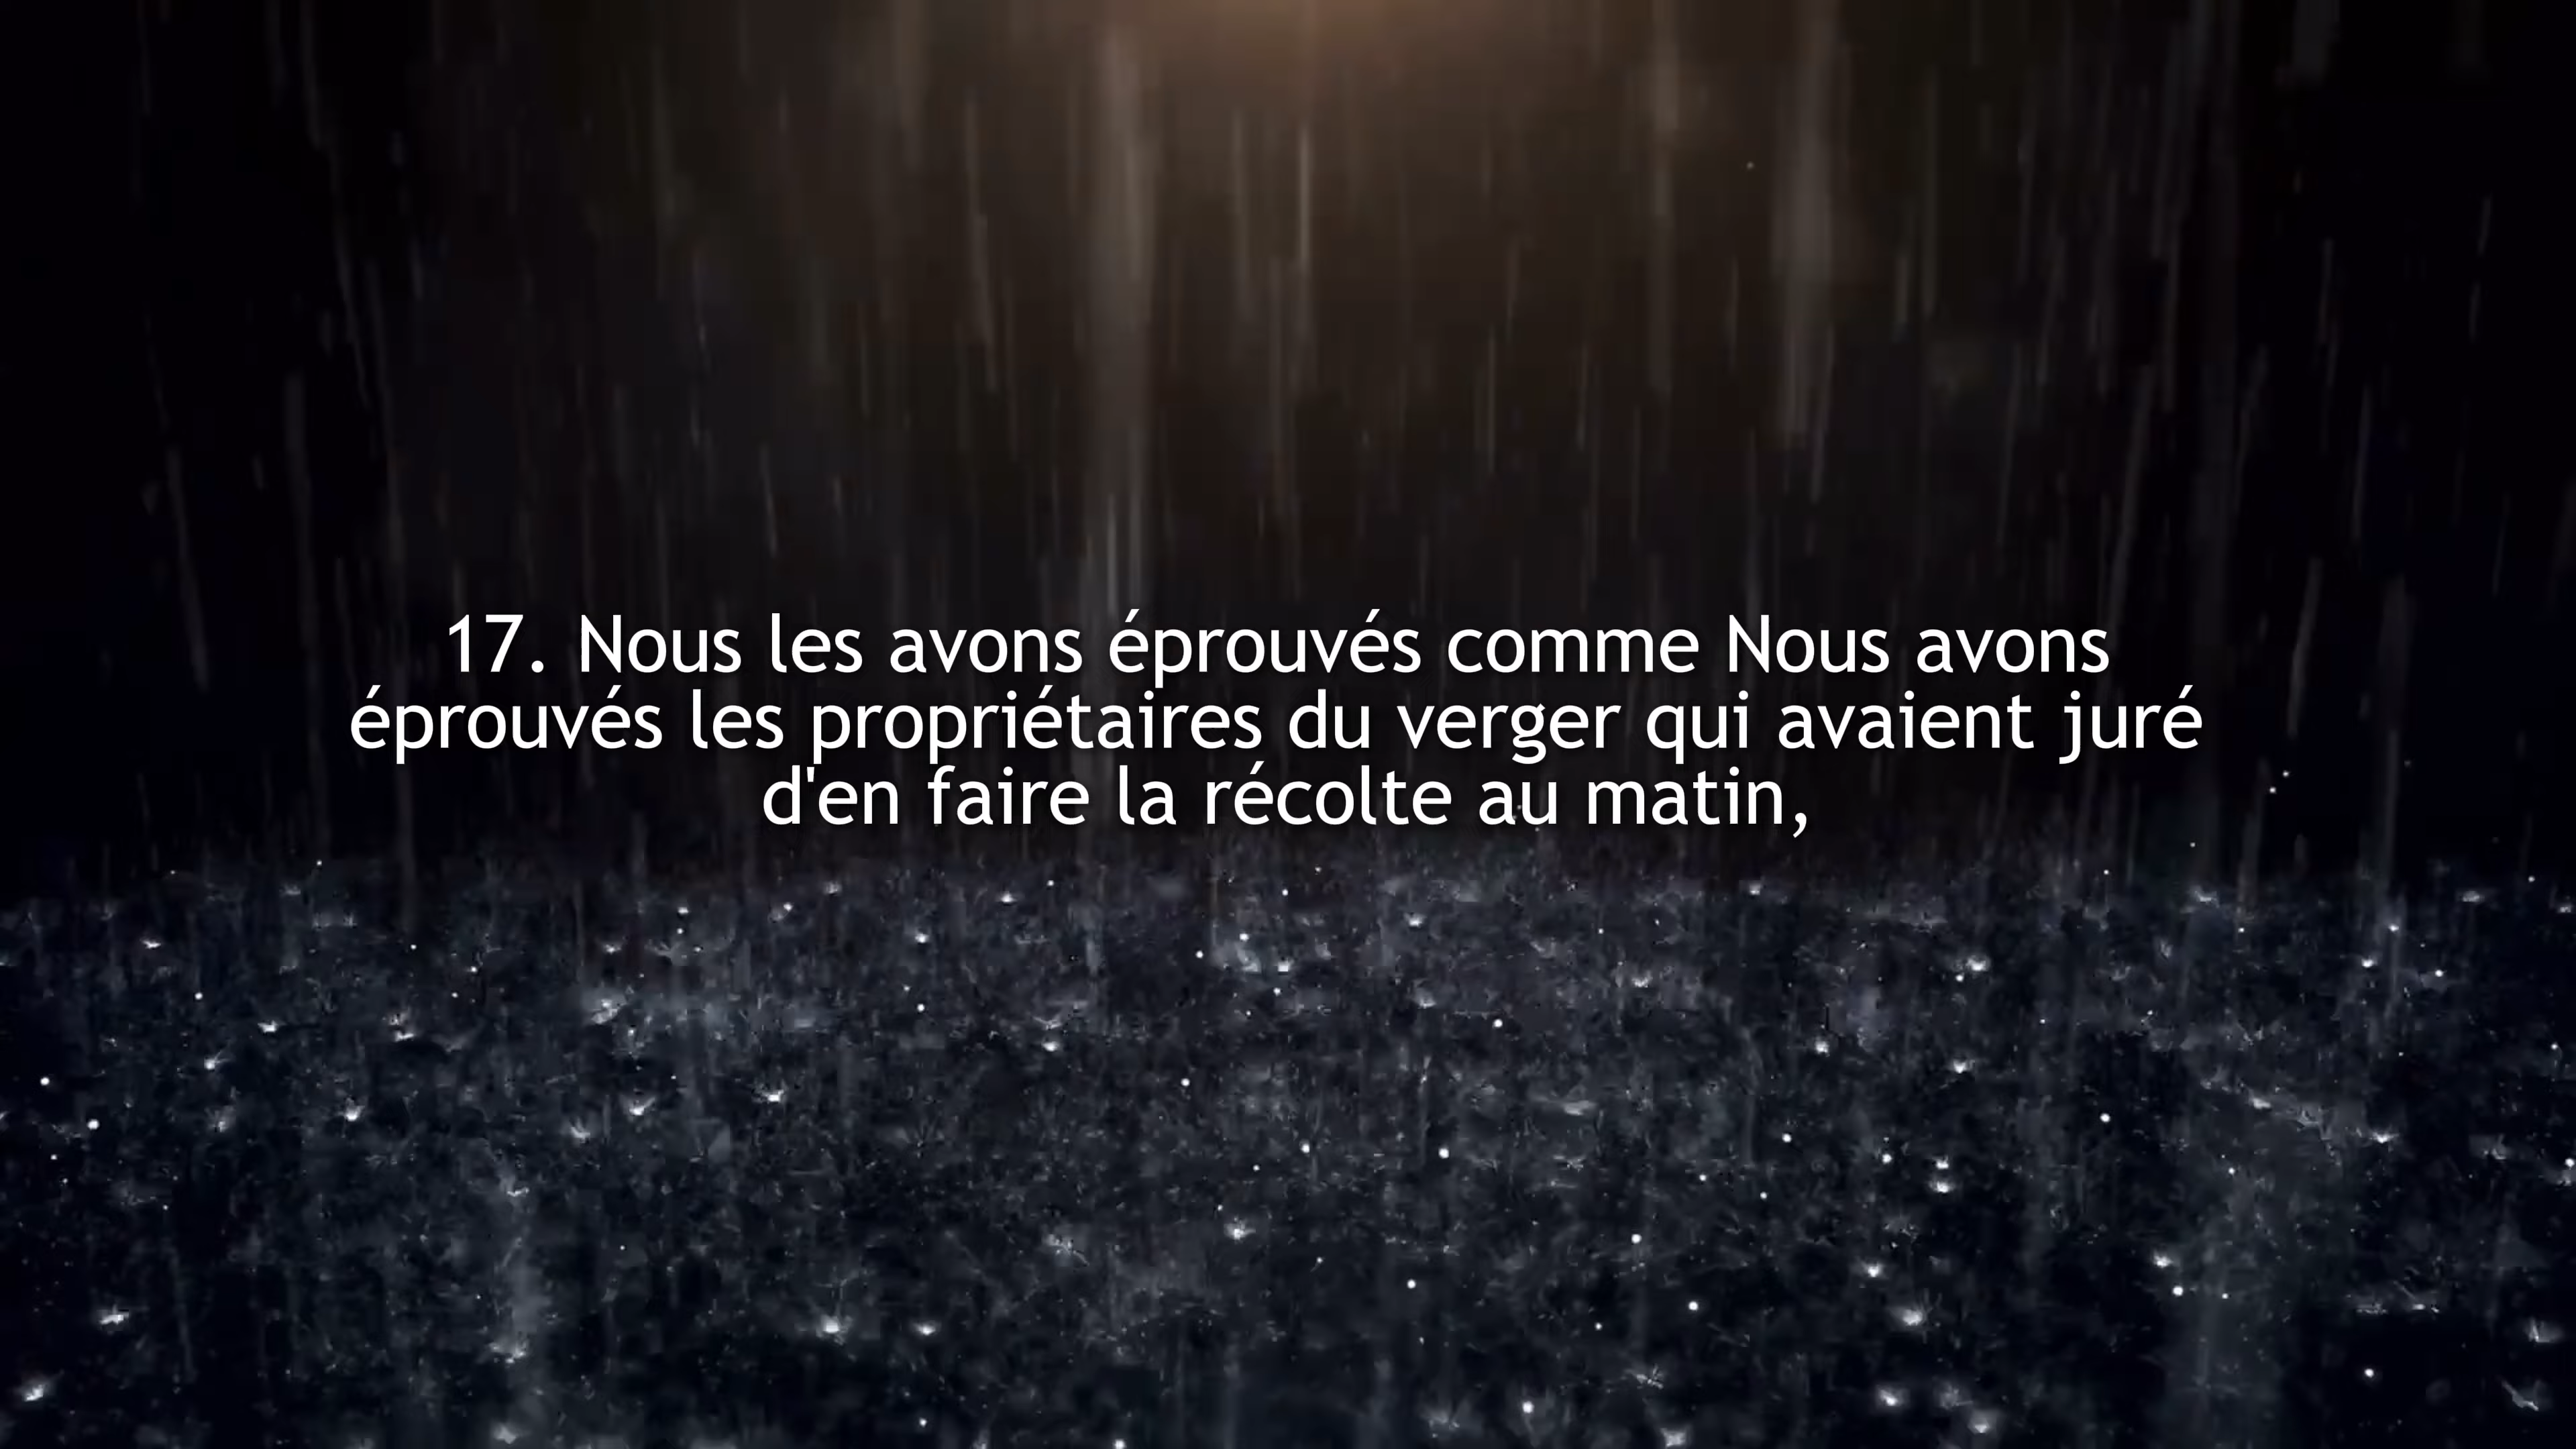 17. Nous les avons éprouvés comme Nous avons
éprouvés les propriétaires du verger qui avaient juré
d'en faire la récolte au matin,